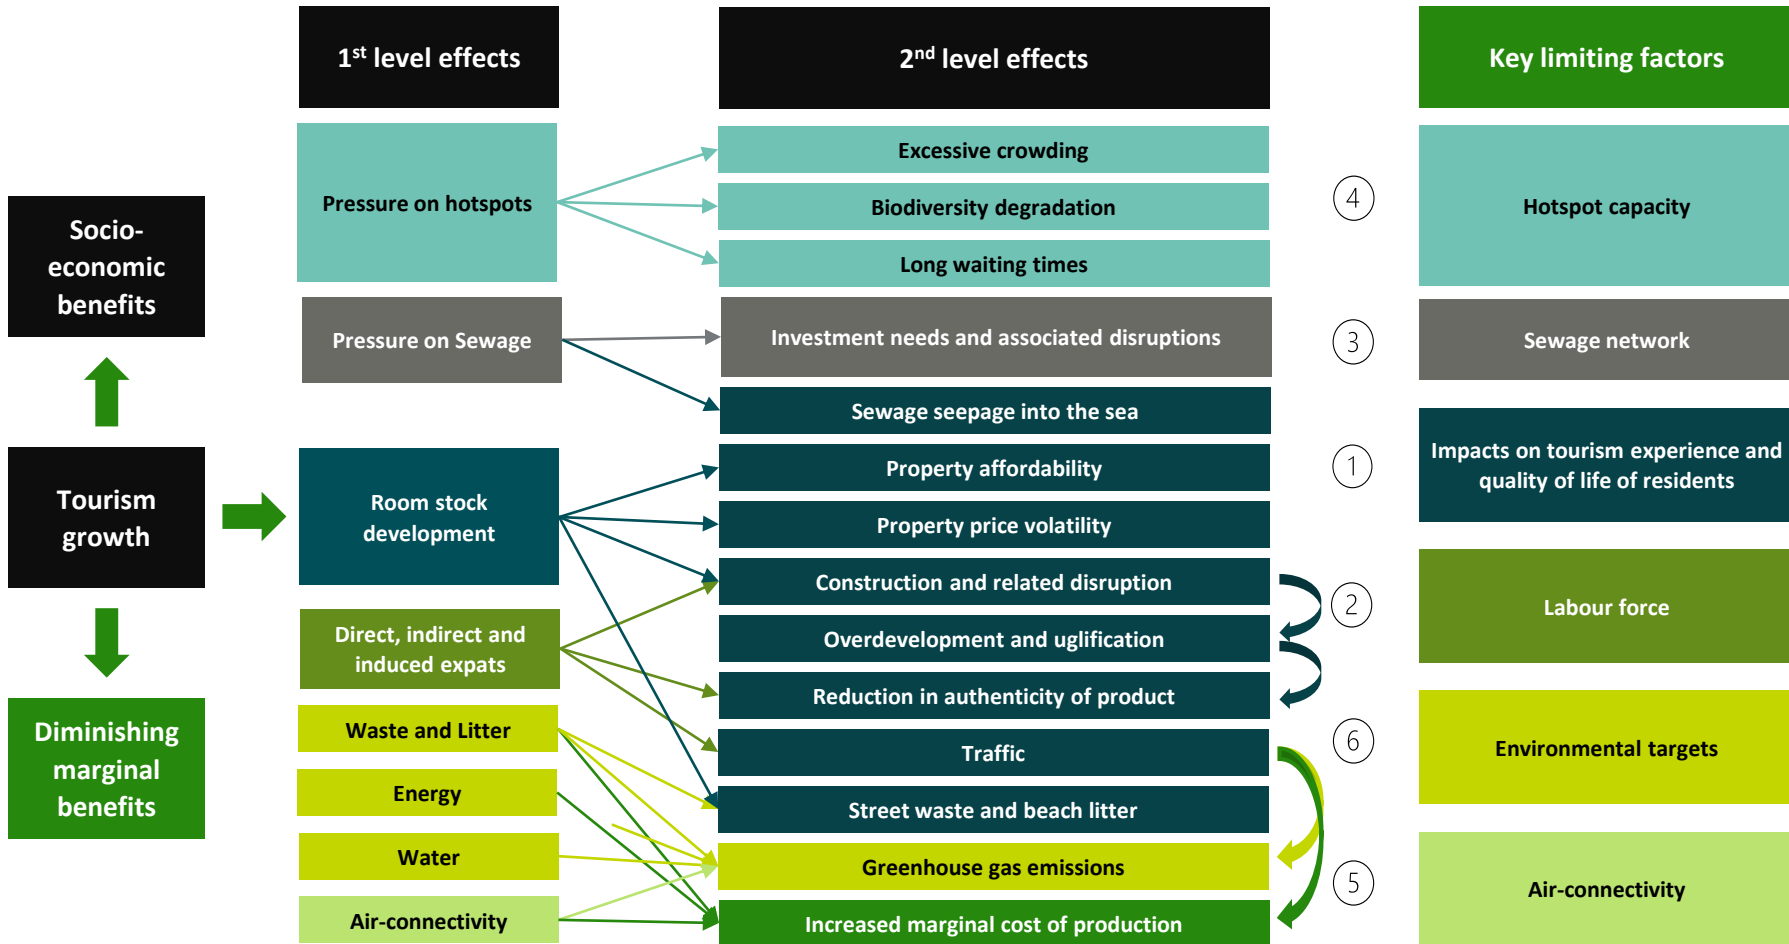 1st level effects
2nd level effects
Key limiting factors
Socio-
economic
benefits
Tourism
growth
Diminishing
marginal
benefits
Pressure on hotspots
Pressure on Sewage
Room stock
development
Direct, indirect and
induced expats
Waste and Litter
Energy
Water
Air-connectivity
Excessive crowding
Biodiversity degradation
Long waiting times
Investment needs and associated disruptions
Sewage seepage into the sea
Property affordability
Property price volatility
Construction and related disruption
Overdevelopment and uglification
Reduction in authenticity of product
Traffic
Street waste and beach litter
Greenhouse gas emissions
Increased marginal cost of production
4
3
1
2
6
5
Hotspot capacity
Sewage network
Impacts on tourism experience and
quality of life of residents
Labour force
Environmental targets
Air-connectivity